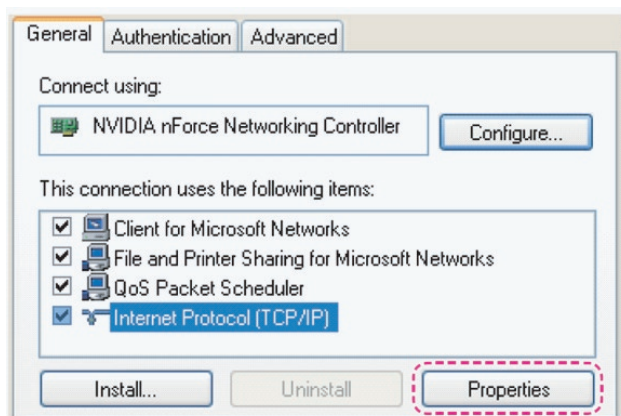 General Authentication Advanced
Connect using:
NVIDIA nForce Networking Controller Configure...
This connection uses the following items:
Client for Microsoft Networks
File and Printer Sharing for Microsoft Networks
QoS Packet Scheduler
Internet Protocol (TCP/IP)
Install... Uninstall Properties